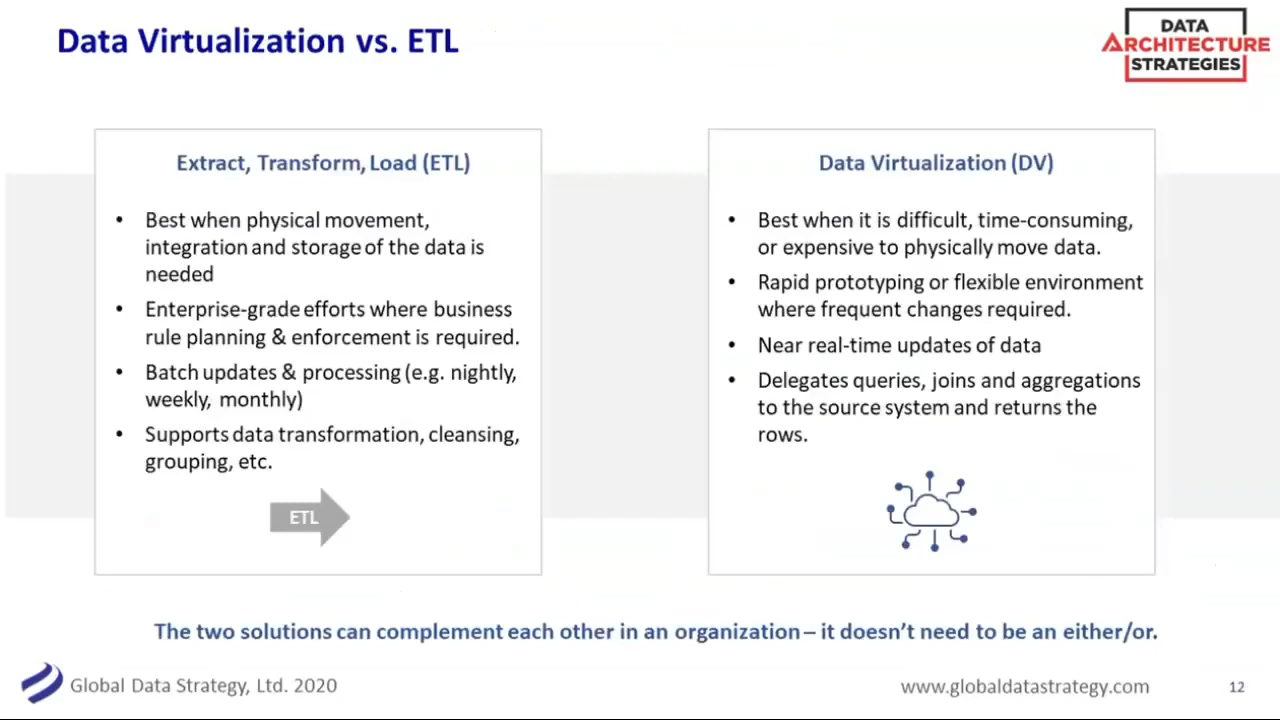 Data Virtualization vs. ETL
DATA
ARCHITECTURE
STRATEGIES
Extract, Transform, Load (ETL)
• Best when physical movement,
integration and storage of the data is
needed
• Enterprise-grade efforts where business
rule planning & enforcement is required.
• Batch updates & processing (e.g. nightly,
weekly, monthly)
• Supports data transformation, cleansing,
grouping, etc.
ETL
Data Virtualization (DV)
• Best when it is difficult, time-consuming,
or expensive to physically move data.
• Rapid prototyping or flexible environment
where frequent changes required.
• Near real-time updates of data
• Delegates queries, joins and aggregations
to the source system and returns the
rows.
The two solutions can complement each other in an organization – it doesn't need to be an either/or.
Global Data Strategy, Ltd. 2020
www.globaldatastrategy.com
12